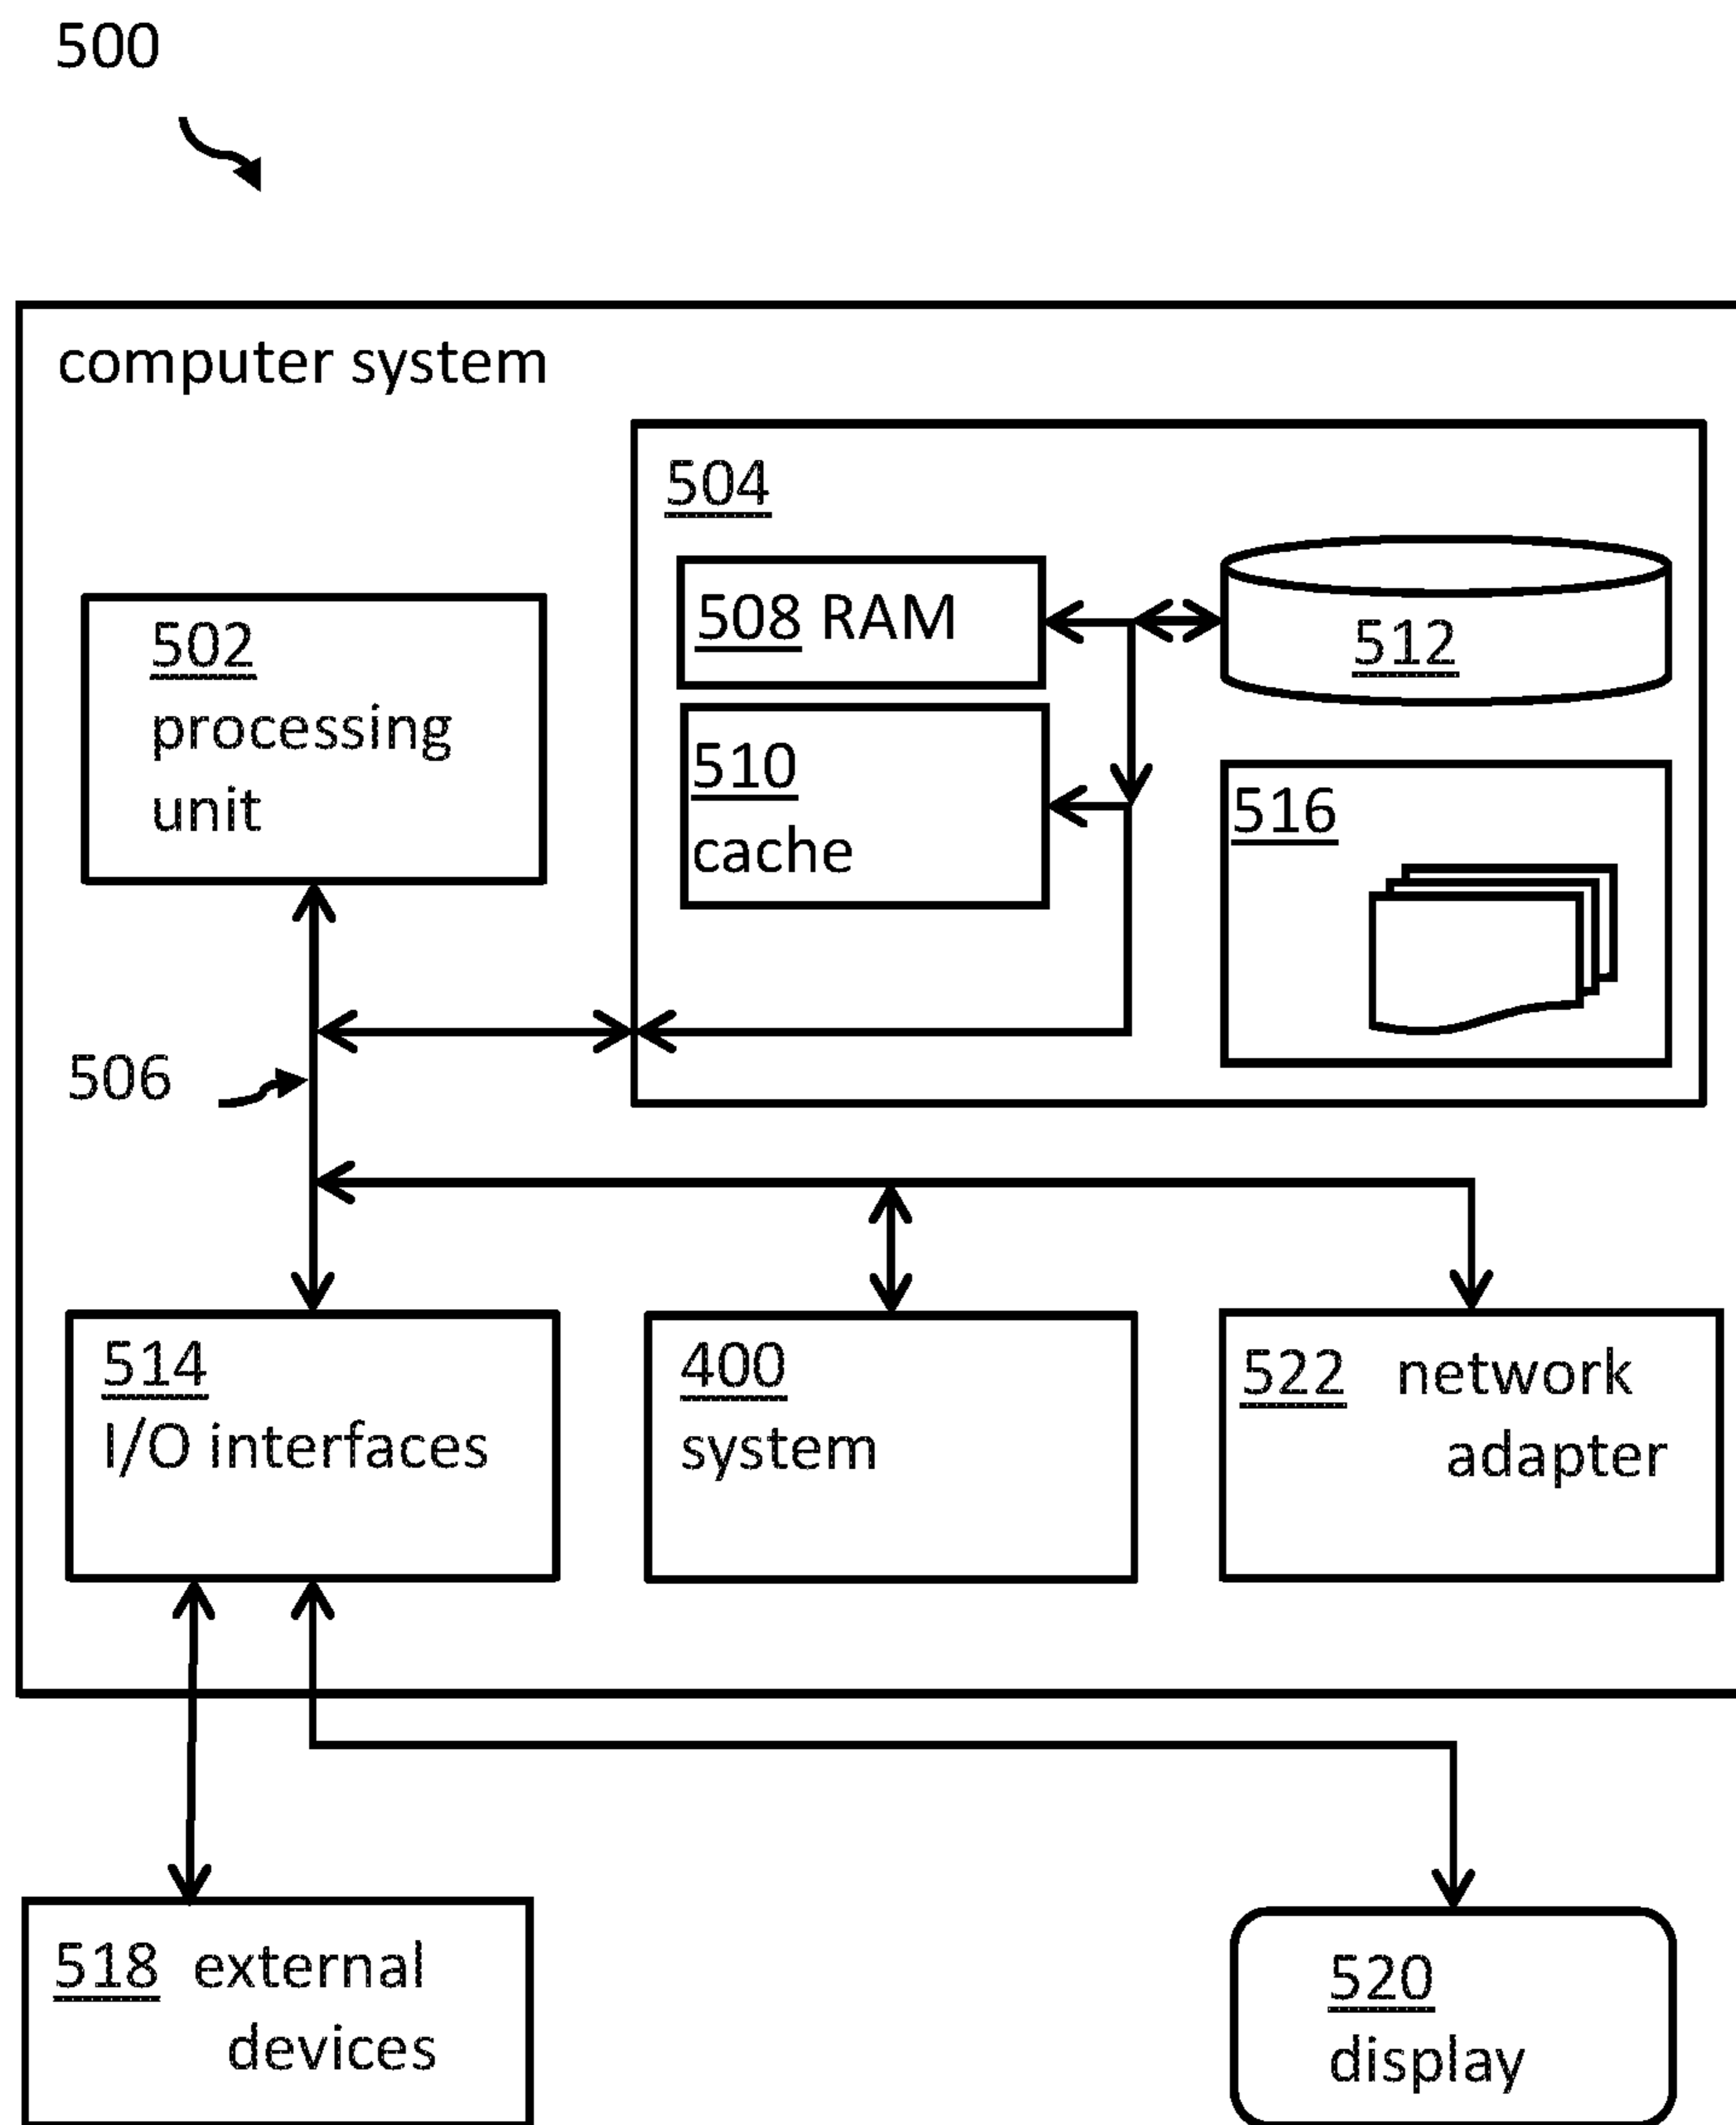 500
computer system
504
508 RAM
512
502
processing
unit
510
cache
516
506
514
I/O interfaces
400
system
522 network
adapter
518 external
devices
520
display